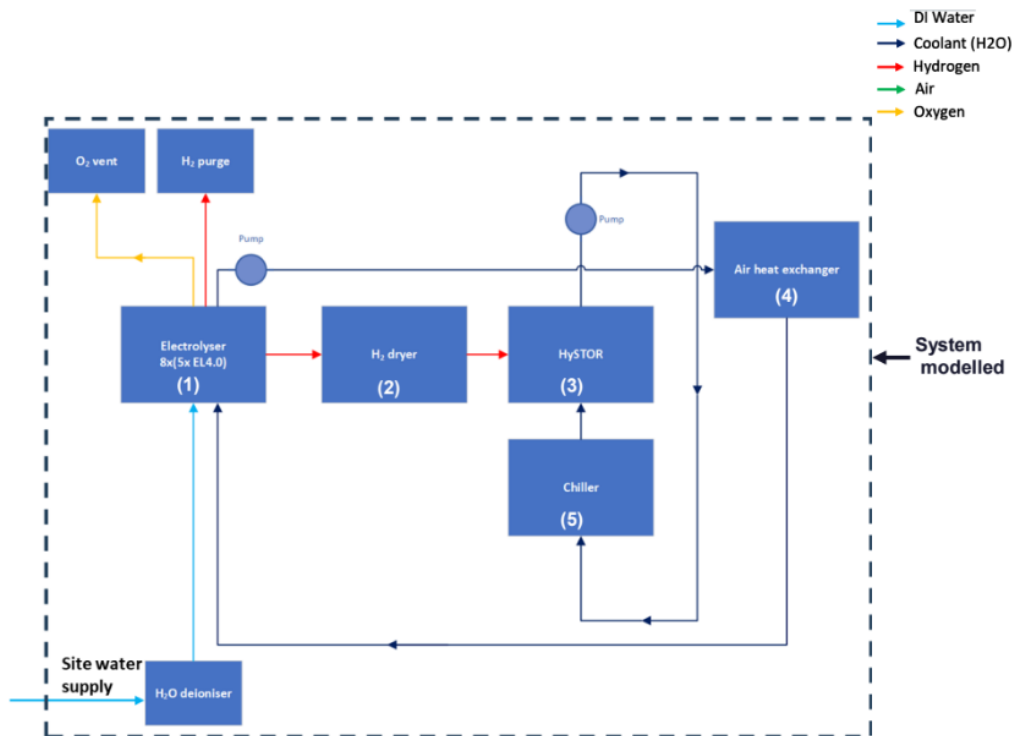 DI Water
Coolant (H2O)
Hydrogen
Air
Oxygen
O₂ vent
H₂ purge
Pump
Pump
Air heat exchanger
(4)
Electrolyser
8x(5x EL4.0)
(1)
H₂ dryer
(2)
HySTOR
(3)
System
modelled
Chiller
(5)
Site water
supply
H₂O deioniser